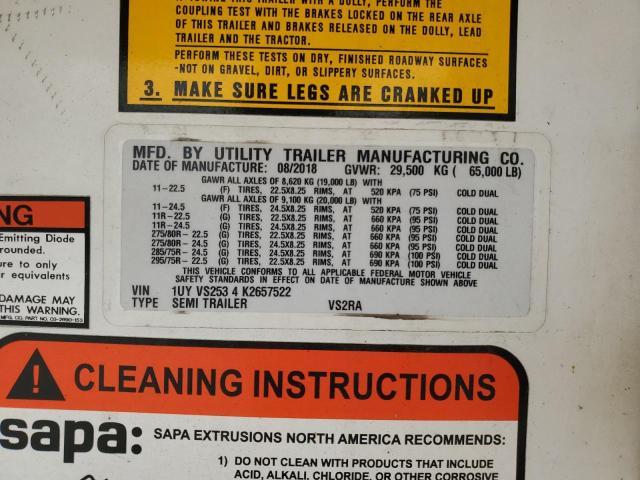 COUPLING TEST WITH THE BRAKES LOCKED ON THE REAR AXLE
OF THIS TRAILER AND BRAKES RELEASED ON THE DOLLY, LEAD
TRAILER AND THE TRACTOR.
PERFORM THESE TESTS ON DRY, FINISHED ROADWAY SURFACES
-NOT ON GRAVEL, DIRT, OR SLIPPERY SURFACES.
3. MAKE SURE LEGS ARE CRANKED UP
MFD. BY UTILITY TRAILER MANUFACTURING CO.
DATE OF MANUFACTURE: 08/2018 GVWR: 29,500 KG ( 65,000 LB)
GAWR ALL AXLES OF 8,620 KG (19,000 LB) WITH
11-22.5 (F) TIRES, 22.5X8.25 RIMS, AT 520 KPA (75 PSI) COLD DUAL
GAWR ALL AXLES OF 9,100 KG (20,000 LB) WITH
11-24.5 (F) TIRES, 24.5X8.25 RIMS, AT 520 KPA (75 PSI) COLD DUAL
11R-22.5 (G) TIRES, 22.5X8.25 RIMS, AT 660 KPA (95 PSI) COLD DUAL
11R-24.5 (G) TIRES, 24.5X8.25 RIMS, AT 660 KPA (95 PSI) COLD DUAL
275/80R-22.5 (G) TIRES, 22.5X8.25 RIMS, AT 660 KPA (95 PSI) COLD DUAL
275/80R-24.5 (G) TIRES, 24.5X8.25 RIMS, AT 660 KPA (95 PSI) COLD DUAL
285/75R-24.5 (G) TIRES, 24.5X8.25 RIMS, AT 690 KPA (100 PSI) COLD DUAL
295/75R-22.5 (G) TIRES, 22.5X8.25 RIMS, AT 690 KPA (100 PSI) COLD DUAL
THIS VEHICLE CONFORMS TO ALL APPLICABLE FEDERAL MOTOR VEHICLE
SAFETY STANDARDS IN EFFECT ON DATE OF MANUFACTURE SHOWN ABOVE.
VIN 1UY VS253 4 K2657522
TYPE SEMI TRAILER VS2RA
NG
Emitting Diode
rounded.
ure to only
r equivalents
DAMAGE MAY
THIS WARNING.
CLEANING INSTRUCTIONS
sapa:
SAPA EXTRUSIONS NORTH AMERICA RECOMMENDS:
1) DO NOT CLEAN WITH PRODUCTS THAT INCLUDE
ACID, ALKALI, CHLORIDE, OR OTHER CORROSIVE